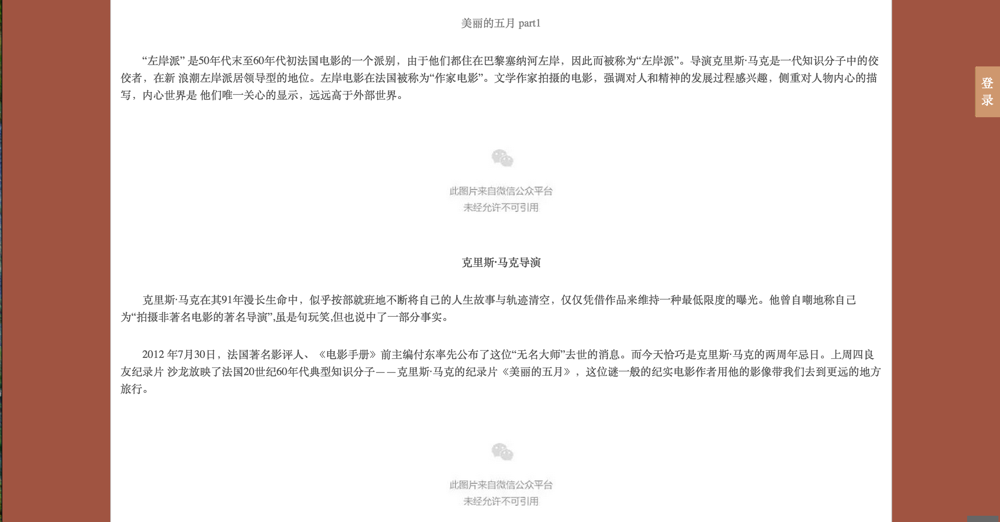 美丽的五月 part1
“左岸派” 是50年代末至60年代初法国电影的一个派别，由于他们都住在巴黎塞纳河左岸，因此而被称为“左岸派”。导演克里斯·马克是一代知识分子中的佼
佼者，在新 浪潮左岸派居领导型的地位。左岸电影在法国被称为“作家电影”。文学作家拍摄的电影，强调对人和精神的发展过程感兴趣，侧重对人物内心的描
写，内心世界是 他们唯一关心的显示，远远高于外部世界。
登
录
此图片来自微信公众平台
未经允许不可引用
克里斯·马克导演
克里斯·马克在其91年漫长生命中，似乎按部就班地不断将自己的人生故事与轨迹清空，仅仅凭借作品来维持一种最低限度的曝光。他曾自嘲地称自己
为“拍摄非著名电影的著名导演”,虽是句玩笑,但也说中了一部分事实。
2012 年7月30日，法国著名影评人、《电影手册》前主编付东率先公布了这位“无名大师”去世的消息。而今天恰巧是克里斯·马克的两周年忌日。上周四良
友纪录片 沙龙放映了法国20世纪60年代典型知识分子——克里斯·马克的纪录片《美丽的五月》，这位谜一般的纪实电影作者用他的影像带我们去到更远的地方
旅行。
此图片来自微信公众平台
未经允许不可引用